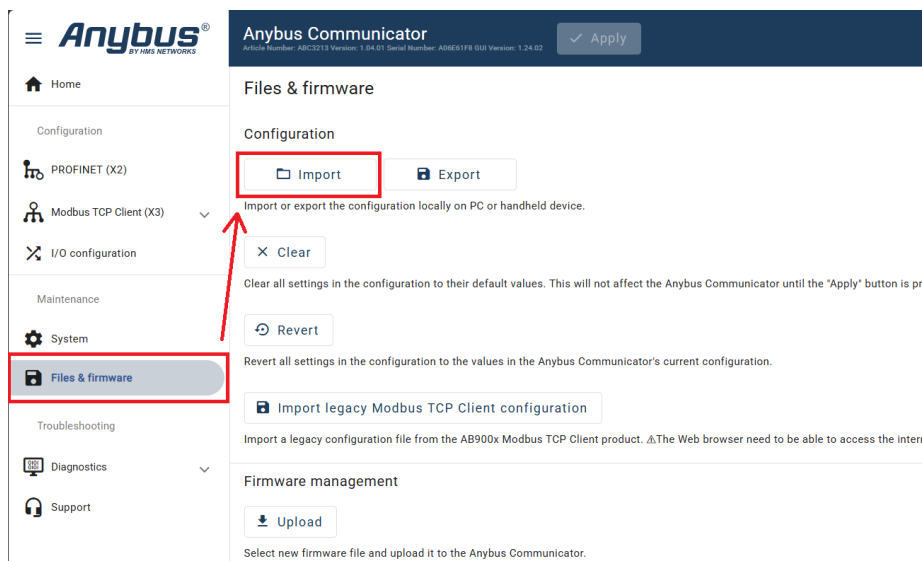 Anybus®
BY HMS NETWORKS
Anybus Communicator
Article Number: ABC3213 Version: 1.04.01 Serial Number: A06E61F8 GUI Version: 1.24.02
Apply
Home
Configuration
PROFINET (X2)
Modbus TCP Client (X3)
I/O configuration
Maintenance
System
Files & firmware
Troubleshooting
Diagnostics
Support
Files & firmware
Configuration
Import
Export
Import or export the configuration locally on PC or handheld device.
Clear
Clear all settings in the configuration to their default values. This will not affect the Anybus Communicator until the "Apply" button is pr
Revert
Revert all settings in the configuration to the values in the Anybus Communicator's current configuration.
Import legacy Modbus TCP Client configuration
Import a legacy configuration file from the AB900x Modbus TCP Client product. ⚠The Web browser need to be able to access the inter
Firmware management
Upload
Select new firmware file and upload it to the Anybus Communicator.